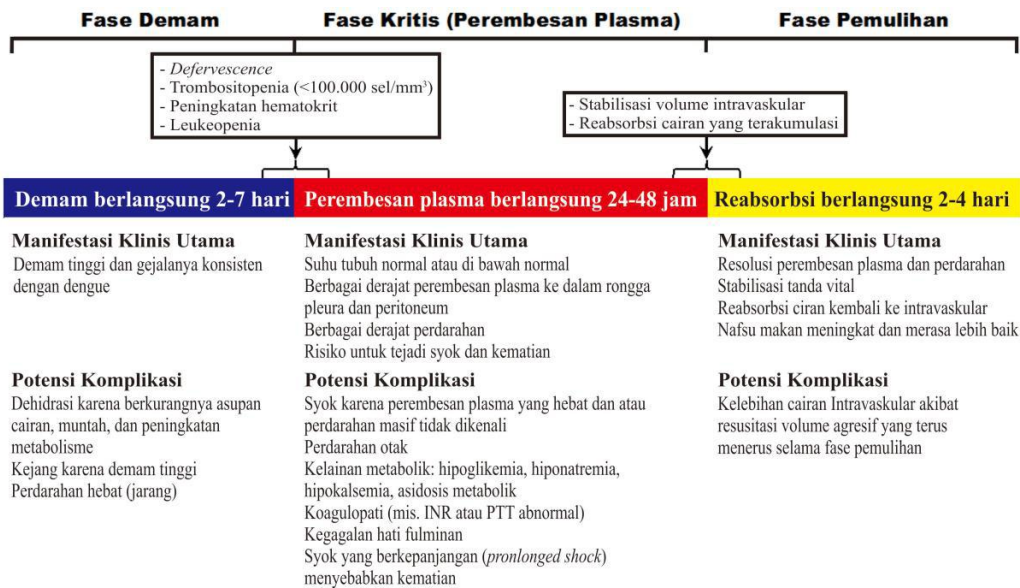 Fase Demam
Fase Kritis (Perembesan Plasma)
Fase Pemulihan
- Defervescence
- Trombositopenia (<100.000 sel/mm³)
- Peningkatan hematokrit
- Leukeopenia
- Stabilisasi volume intravaskular
- Reabsorbsi cairan yang terakumulasi
Demam berlangsung 2-7 hari
Perembesan plasma berlangsung 24-48 jam
Reabsorbsi berlangsung 2-4 hari
Manifestasi Klinis Utama
Demam tinggi dan gejalanya konsisten
dengan dengue
Potensi Komplikasi
Dehidrasi karena berkurangnya asupan
cairan, muntah, dan peningkatan
metabolisme
Kejang karena demam tinggi
Perdarahan hebat (jarang)
Manifestasi Klinis Utama
Suhu tubuh normal atau di bawah normal
Berbagai derajat perembesan plasma ke dalam rongga
pleura dan peritoneum
Berbagai derajat perdarahan
Risiko untuk tejadi syok dan kematian
Potensi Komplikasi
Syok karena perembesan plasma yang hebat dan atau
perdarahan masif tidak dikenali
Perdarahan otak
Kelainan metabolik: hipoglikemia, hiponatremia,
hipokalsemia, asidosis metabolik
Koagulopati (mis. INR atau PTT abnormal)
Kegagalan hati fulminan
Syok yang berkepanjangan (pronlonged shock)
menyebabkan kematian
Manifestasi Klinis Utama
Resolusi perembesan plasma dan perdarahan
Stabilisasi tanda vital
Reabsorbsi ciran kembali ke intravaskular
Nafsu makan meningkat dan merasa lebih baik
Potensi Komplikasi
Kelebihan cairan Intravaskular akibat
resusitasi volume agresif yang terus
menerus selama fase pemulihan